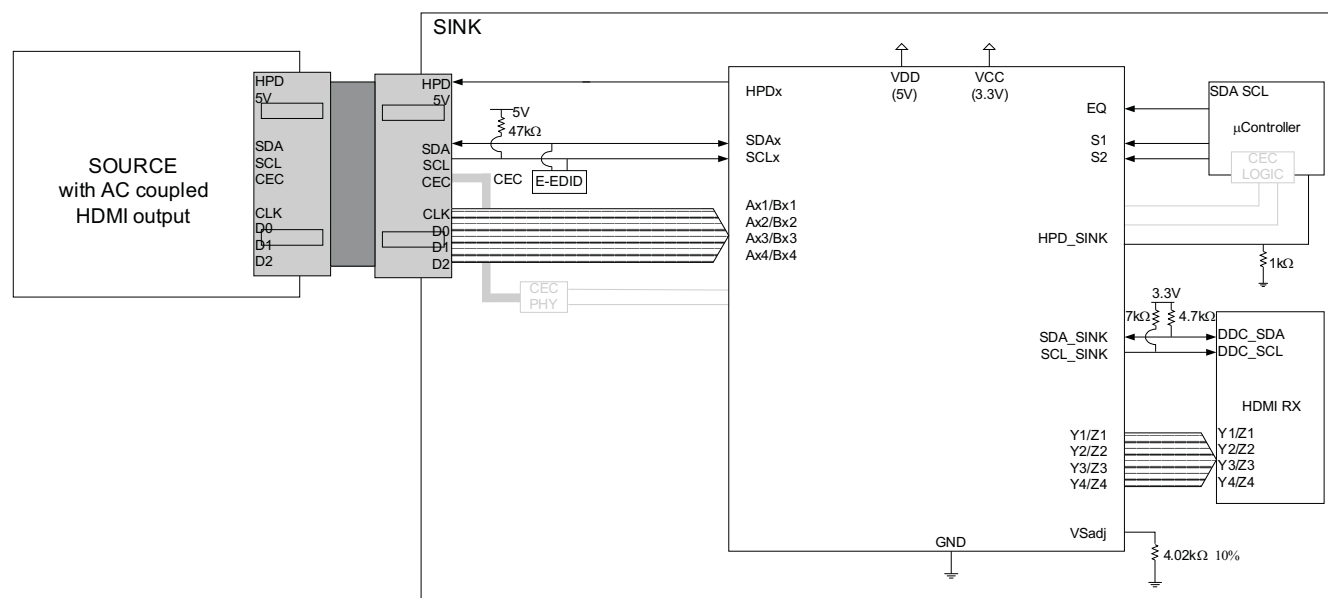 SINK
SOURCE
with AC coupled
HDMI output
HPD
5V
SDA
SCL
CEC
CLK
D0
D1
D2
HPD
5V
SDA
SCL
CEC
CLK
D0
D1
D2
5V
47kΩ
CEC
E-EDID
CEC
PHY
HPDx
SDAx
SCLx
Ax1/Bx1
Ax2/Bx2
Ax3/Bx3
Ax4/Bx4
VDD
(5V)
VCC
(3.3V)
EQ
S1
S2
HPD_SINK
SDA_SINK
SCL_SINK
Y1/Z1
Y2/Z2
Y3/Z3
Y4/Z4
VSadj
GND
SDA SCL
μController
CEC
LOGIC
1kΩ
3.3V
7kΩ 4.7kΩ
DDC_SDA
DDC_SCL
HDMI RX
Y1/Z1
Y2/Z2
Y3/Z3
Y4/Z4
4.02kΩ 10%